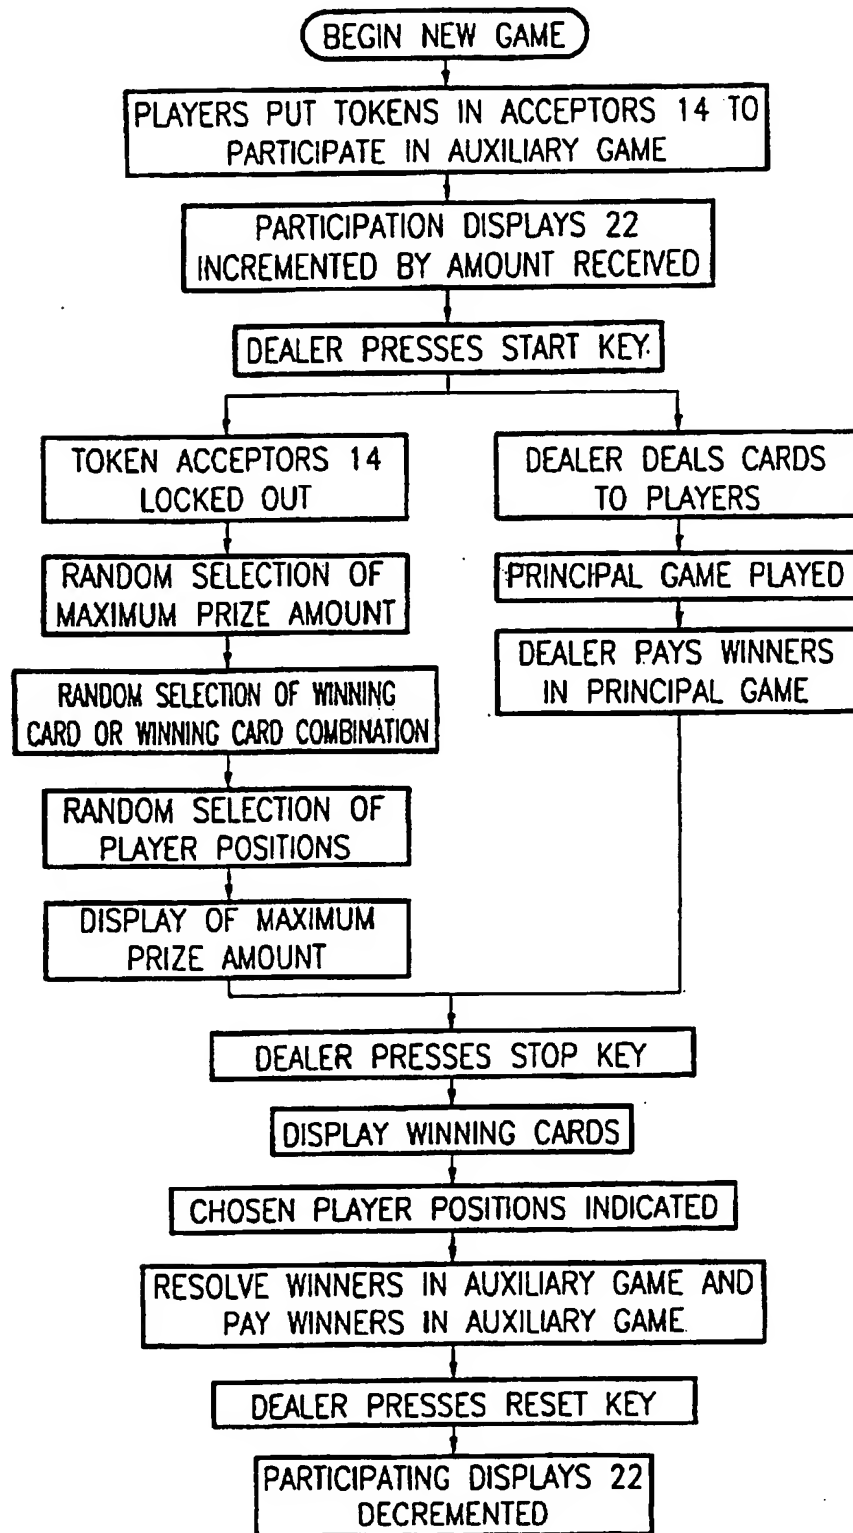 BEGIN NEW GAME
PLAYERS PUT TOKENS IN ACCEPTORS 14 TO
PARTICIPATE IN AUXILIARY GAME
PARTICIPATION DISPLAYS 22
INCREMENTED BY AMOUNT RECEIVED
DEALER PRESSES START KEY.
TOKEN ACCEPTORS 14
LOCKED OUT
RANDOM SELECTION OF
MAXIMUM PRIZE AMOUNT
RANDOM SELECTION OF WINNING
CARD OR WINNING CARD COMBINATION
RANDOM SELECTION OF
PLAYER POSITIONS
DISPLAY OF MAXIMUM
PRIZE AMOUNT
DEALER DEALS CARDS
TO PLAYERS
PRINCIPAL GAME PLAYED
DEALER PAYS WINNERS
IN PRINCIPAL GAME
DEALER PRESSES STOP KEY
DISPLAY WINNING CARDS
CHOSEN PLAYER POSITIONS INDICATED
RESOLVE WINNERS IN AUXILIARY GAME AND
PAY WINNERS IN AUXILIARY GAME
DEALER PRESSES RESET KEY
PARTICIPATING DISPLAYS 22
DECREMENTED